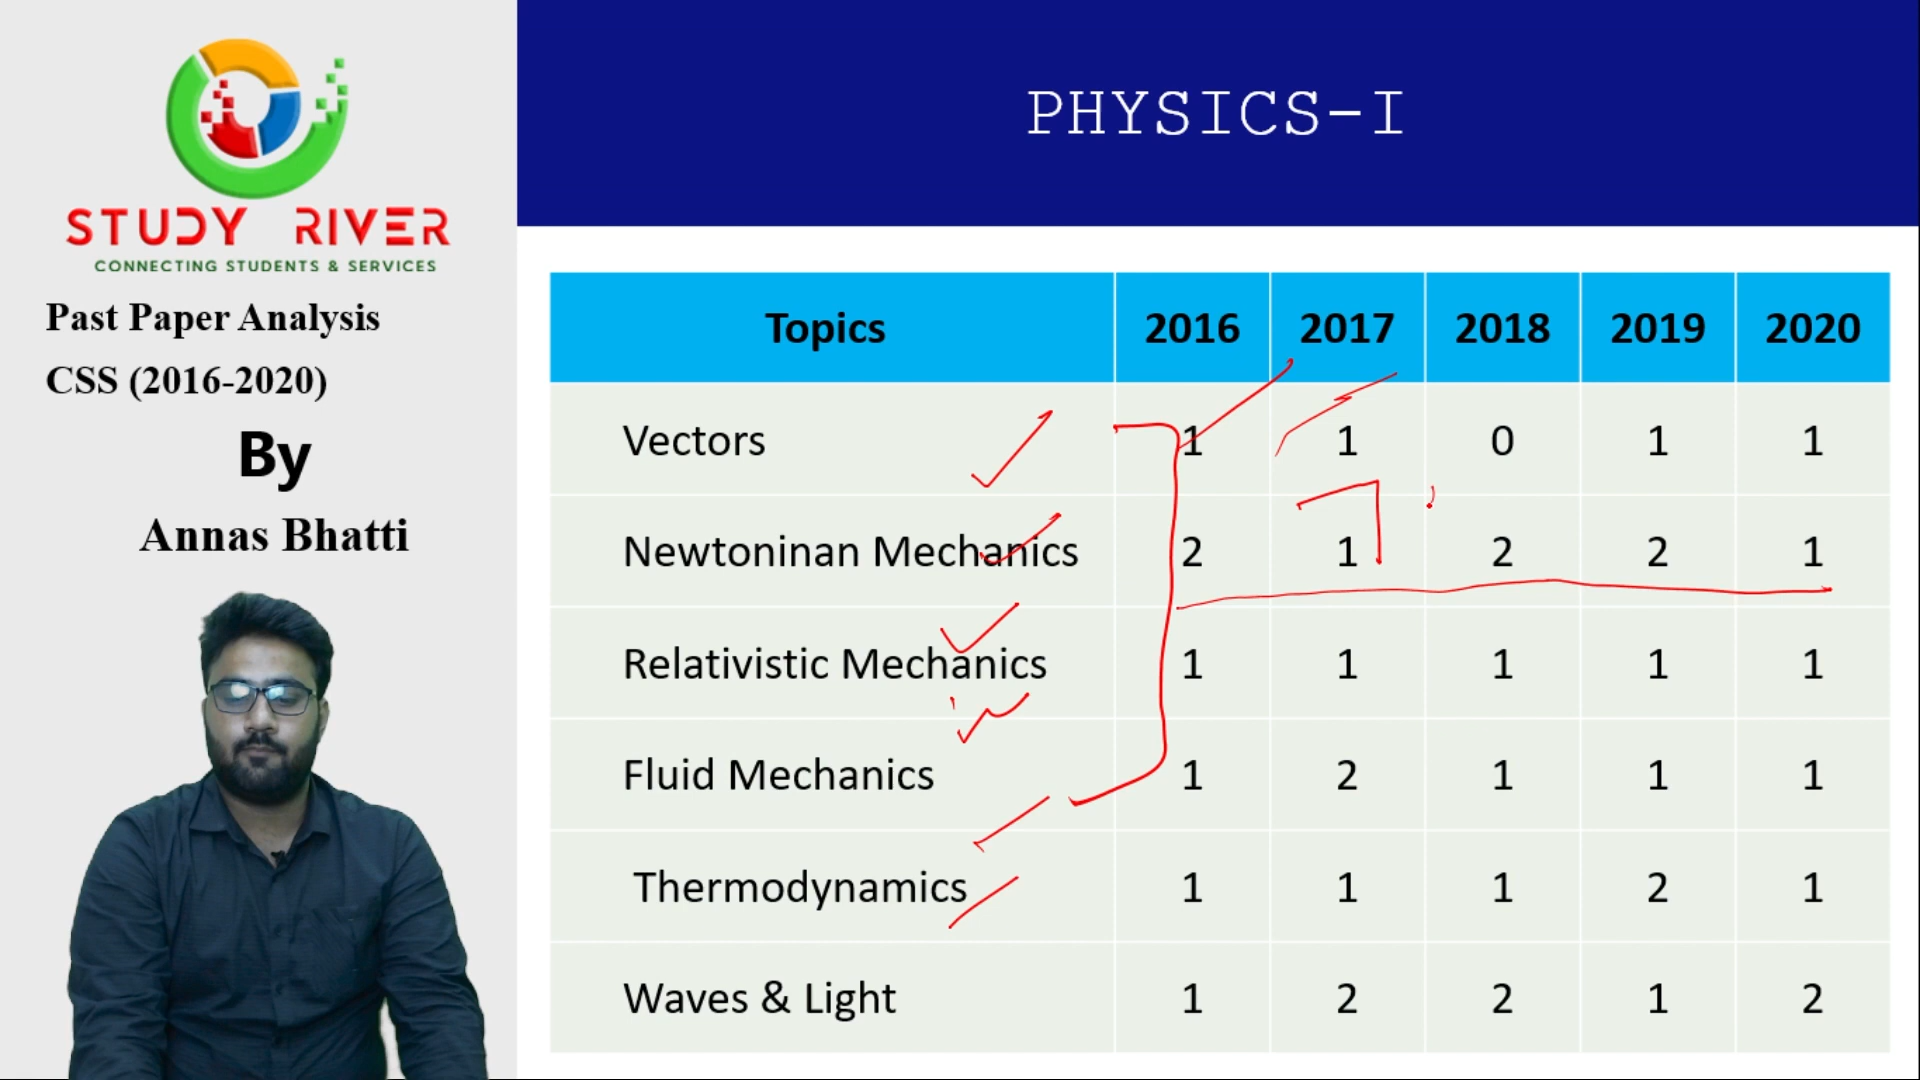 STUDY RIVER
CONNECTING STUDENTS & SERVICES
Past Paper Analysis
CSS (2016-2020)
By
Annas Bhatti
PHYSICS-I
Topics 2016 2017 2018 2019 2020
Vectors 1 1 0 1 1
Newtoninan Mechanics 2 1 2 2 1
Relativistic Mechanics 1 1 1 1 1
Fluid Mechanics 1 2 1 1 1
Thermodynamics 1 1 1 2 1
Waves & Light 1 2 2 1 2